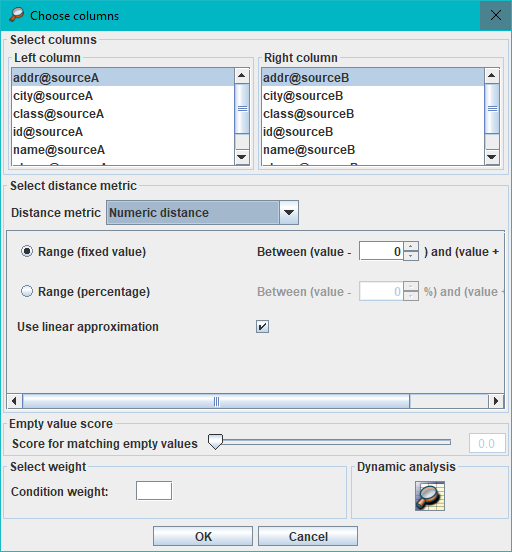 Choose columns
Select columns
Left column
Right column
addr@sourceA
addr@sourceB
city@sourceA
city@sourceB
class@sourceA
class@sourceB
id@sourceA
id@sourceB
name@sourceA
name@sourceB
Select distance metric
Distance metric Numeric distance
Range (fixed value) Between (value - 0 ) and (value +
Range (percentage) Between (value - 0 %) and (value +
Use linear approximation
Empty value score
Score for matching empty values 0.0
Select weight
Dynamic analysis
Condition weight:
OK
Cancel